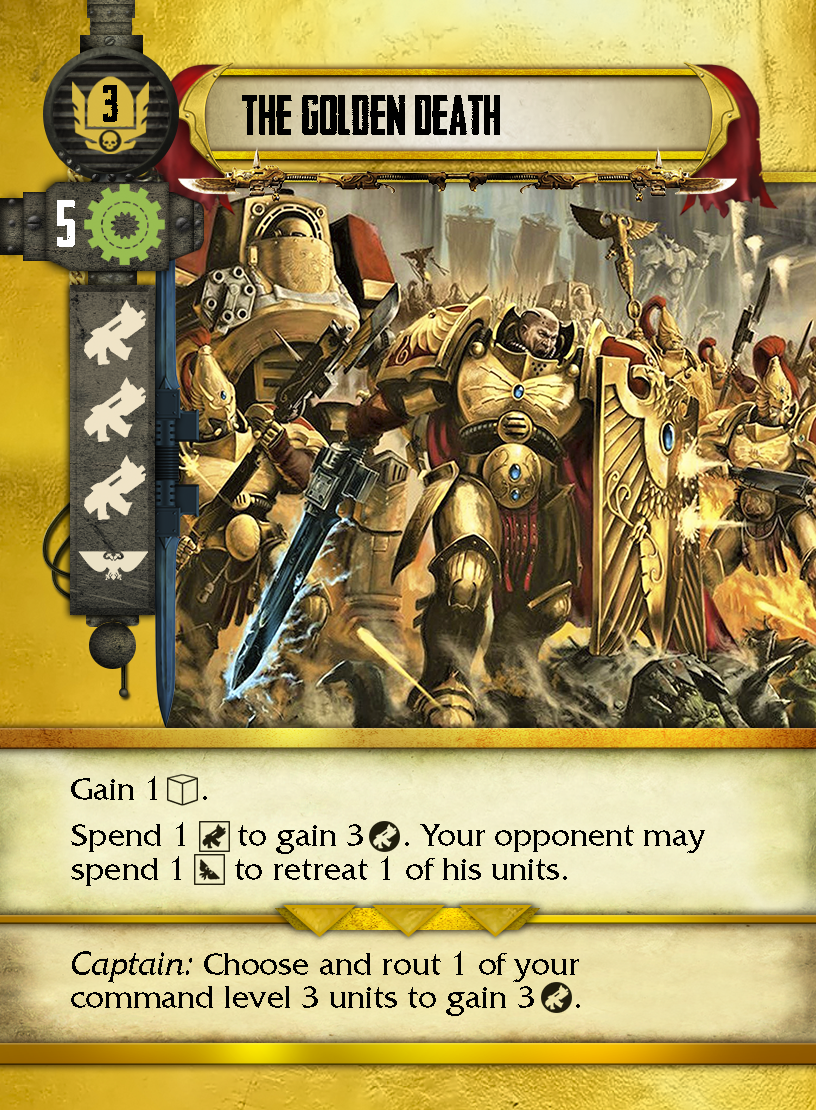 3
THE GOLDEN DEATH
5
Gain 1 .
Spend 1 to gain 3 . Your opponent may
spend 1 to retreat 1 of his units.
Captain: Choose and rout 1 of your
command level 3 units to gain 3 .